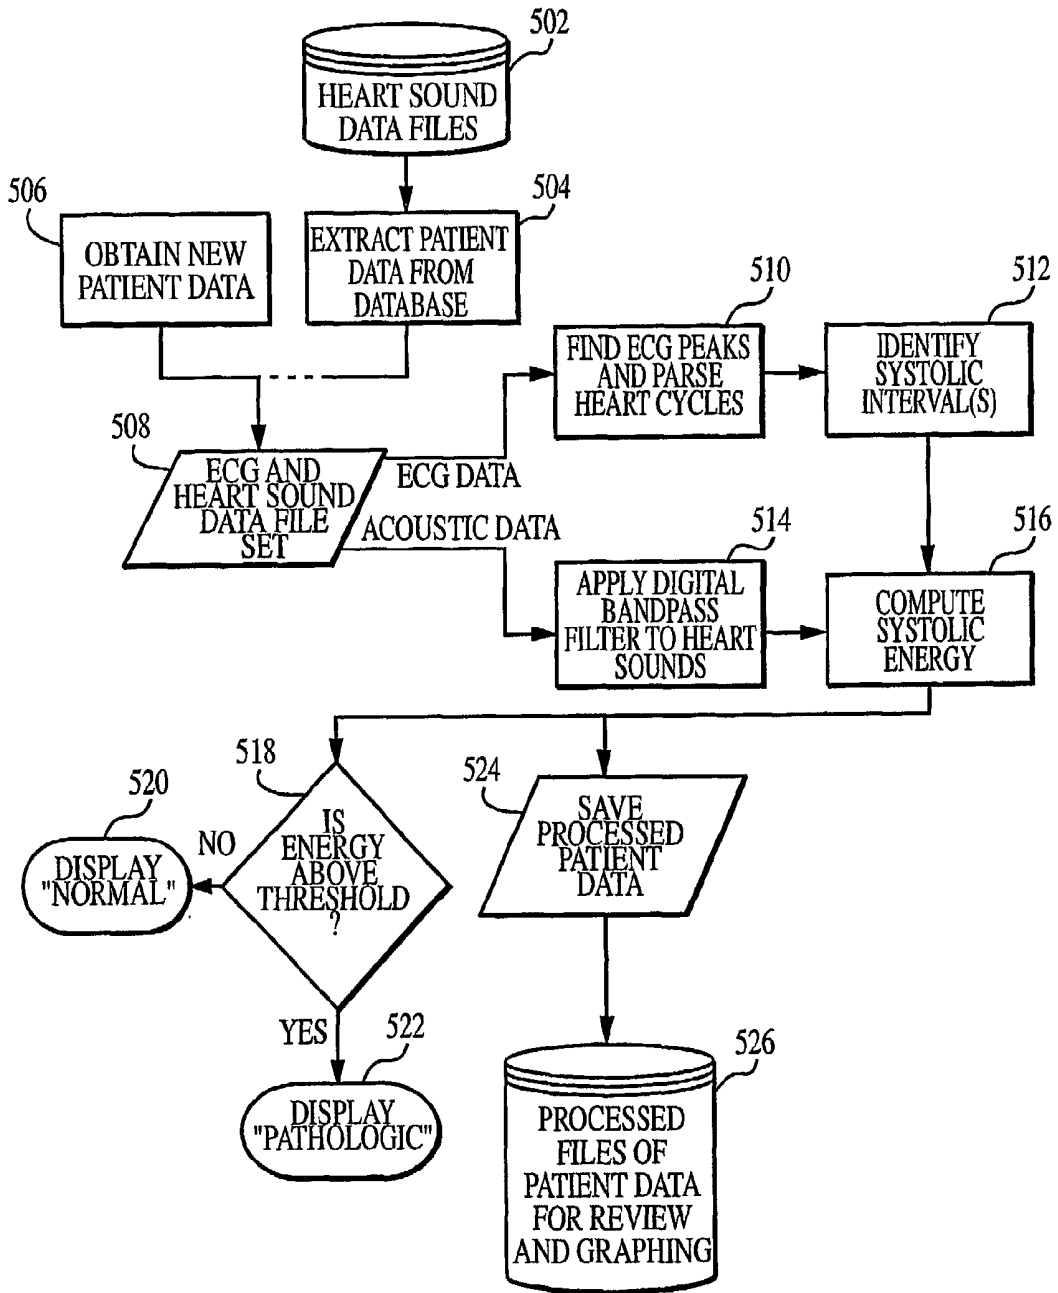 502
HEART SOUND
DATA FILES
506
OBTAIN NEW
PATIENT DATA
504
EXTRACT PATIENT
DATA FROM
DATABASE
508
ECG AND
HEART SOUND
DATA FILE
SET
ECG DATA
ACOUSTIC DATA
510
FIND ECG PEAKS
AND PARSE
HEART CYCLES
512
IDENTIFY
SYSTOLIC
INTERVAL(S)
514
APPLY DIGITAL
BANDPASS
FILTER TO HEART
SOUNDS
516
COMPUTE
SYSTOLIC
ENERGY
518
IS
ENERGY
ABOVE
THRESHOLD
?
NO
520
DISPLAY
"NORMAL"
YES
522
DISPLAY
"PATHOLOGIC"
524
SAVE
PROCESSED
PATIENT
DATA
526
PROCESSED
FILES OF
PATIENT DATA
FOR REVIEW
AND GRAPHING